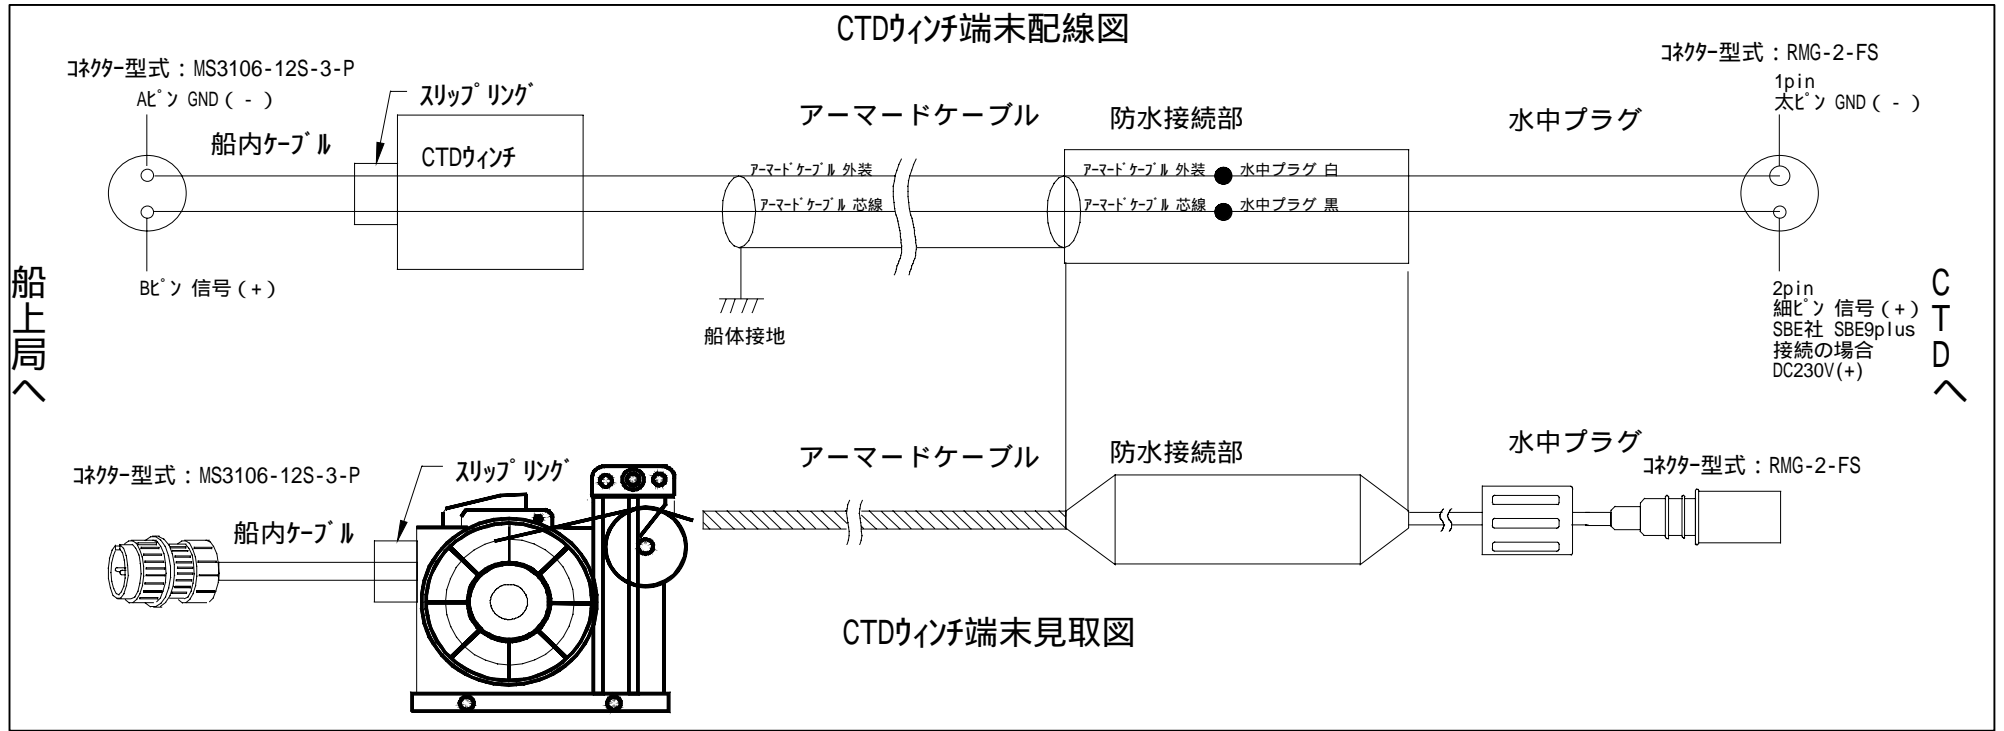 CTDｳｨﾝﾁ端末配線図
ｺﾈｸﾀｰ型式：MS3106-12S-3-P
Aﾋﾟﾝ GND（-）
船内ｹｰﾌﾞﾙ
ｽﾘｯﾌﾟﾘﾝｸﾞ
CTDｳｨﾝﾁ
アーマードケーブル
防水接続部
水中プラグ
ｺﾈｸﾀｰ型式：RMG-2-FS
1pin
太ﾋﾟﾝ GND（-）
ｱｰﾏｰﾄﾞｹｰﾌﾞﾙ 外装
ｱｰﾏｰﾄﾞｹｰﾌﾞﾙ 芯線
ｱｰﾏｰﾄﾞｹｰﾌﾞﾙ 外装
水中プラグ 白
ｱｰﾏｰﾄﾞｹｰﾌﾞﾙ 芯線
水中プラグ 黒
Bﾋﾟﾝ 信号（+）
船体接地
2pin
細ﾋﾟﾝ 信号（+）
SBE社 SBE9plus
接続の場合
DC230V(+)
船上局へ
CTDへ
ｺﾈｸﾀｰ型式：MS3106-12S-3-P
船内ｹｰﾌﾞﾙ
ｽﾘｯﾌﾟﾘﾝｸﾞ
アーマードケーブル
防水接続部
水中プラグ
ｺﾈｸﾀｰ型式：RMG-2-FS
CTDｳｨﾝﾁ端末見取図